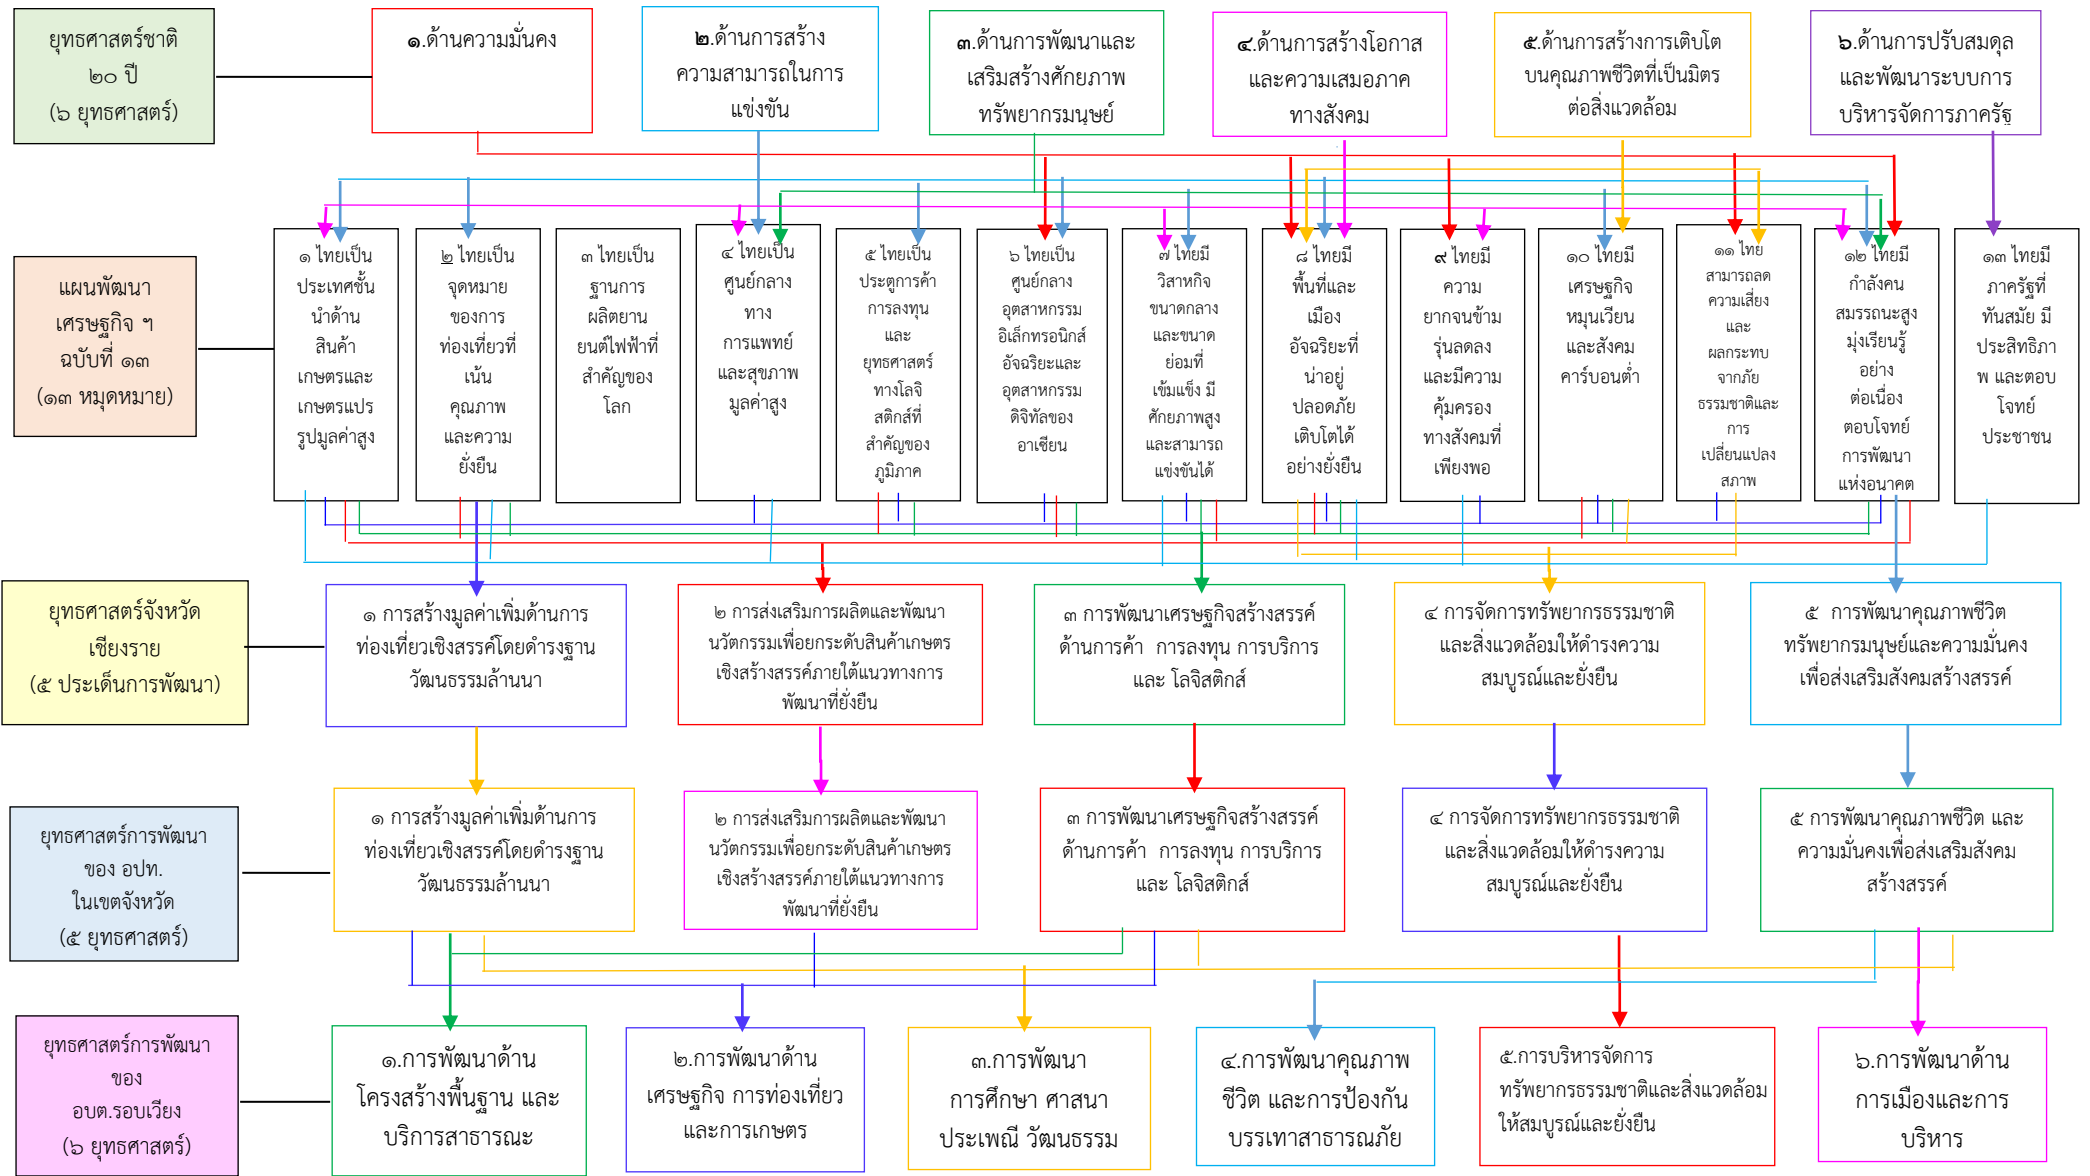 ยุทธศาสตร์ชาติ
๒๐ ปี
(๖ ยุทธศาสตร์)
๑.ด้านความมั่นคง
๒.ด้านการสร้าง
ความสามารถในการ
แข่งขัน
๓.ด้านการพัฒนาและ
เสริมสร้างศักยภาพ
ทรัพยากรมนุษย์
๔.ด้านการสร้างโอกาส
และความเสมอภาค
ทางสังคม
๕.ด้านการสร้างการเติบโต
บนคุณภาพชีวิตที่เป็นมิตร
ต่อสิ่งแวดล้อม
๖.ด้านการปรับสมดุล
และพัฒนาระบบการ
บริหารจัดการภาครัฐ
แผนพัฒนา
เศรษฐกิจ ฯ
ฉบับที่ ๑๓
(๑๓ หมุดหมาย)
๑ ไทยเป็น
ประเทศชั้น
นำด้าน
สินค้า
เกษตรและ
เกษตรแปร
รูปมูลค่าสูง
๒ ไทยเป็น
จุดหมาย
ของการ
ท่องเที่ยวที่
เน้น
คุณภาพ
และความ
ยั่งยืน
๓ ไทยเป็น
ฐานการ
ผลิตยาน
ยนต์ไฟฟ้าที่
สำคัญของ
โลก
๔ ไทยเป็น
ศูนย์กลาง
ทาง
การแพทย์
และสุขภาพ
มูลค่าสูง
๕ ไทยเป็น
ประตูการค้า
การลงทุน
และ
ยุทธศาสตร์
ทางโลจิ
สติกส์ที่
สำคัญของ
ภูมิภาค
๖ ไทยเป็น
ศูนย์กลาง
อุตสาหกรรม
อิเล็กทรอนิกส์
อัจฉริยะและ
อุตสาหกรรม
ดิจิทัลของ
อาเซียน
๗ ไทยมี
วิสาหกิจ
ขนาดกลาง
และขนาด
ย่อมที่
เข้มแข็ง มี
ศักยภาพสูง
และสามารถ
แข่งขันได้
๘ ไทยมี
พื้นที่และ
เมือง
อัจฉริยะที่
น่าอยู่
ปลอดภัย
เติบโตได้
อย่างยั่งยืน
๙ ไทยมี
ความ
ยากจนข้าม
รุ่นลดลง
และมีความ
คุ้มครอง
ทางสังคมที่
เพียงพอ
๑๐ ไทยมี
เศรษฐกิจ
หมุนเวียน
และสังคม
คาร์บอนต่ำ
๑๑ ไทย
สามารถลด
ความเสี่ยง
และ
ผลกระทบ
จากภัย
ธรรมชาติและ
การ
เปลี่ยนแปลง
สภาพ
๑๒ ไทยมี
กำลังคน
สมรรถนะสูง
มุ่งเรียนรู้
อย่าง
ต่อเนื่อง
ตอบโจทย์
การพัฒนา
แห่งอนาคต
๑๓ ไทยมี
ภาครัฐที่
ทันสมัย มี
ประสิทธิภา
พ และตอบ
โจทย์
ประชาชน
ยุทธศาสตร์จังหวัด
เชียงราย
(๕ ประเด็นการพัฒนา)
๑ การสร้างมูลค่าเพิ่มด้านการ
ท่องเที่ยวเชิงสรรค์โดยดำรงฐาน
วัฒนธรรมล้านนา
๒ การส่งเสริมการผลิตและพัฒนา
นวัตกรรมเพื่อยกระดับสินค้าเกษตร
เชิงสร้างสรรค์ภายใต้แนวทางการ
พัฒนาที่ยั่งยืน
๓ การพัฒนาเศรษฐกิจสร้างสรรค์
ด้านการค้า การลงทุน การบริการ
และ โลจิสติกส์
๔ การจัดการทรัพยากรธรรมชาติ
และสิ่งแวดล้อมให้ดำรงความ
สมบูรณ์และยั่งยืน
๕ การพัฒนาคุณภาพชีวิต
ทรัพยากรมนุษย์และความมั่นคง
เพื่อส่งเสริมสังคมสร้างสรรค์
ยุทธศาสตร์การพัฒนา
ของ อปท.
ในเขตจังหวัด
(๕ ยุทธศาสตร์)
๑ การสร้างมูลค่าเพิ่มด้านการ
ท่องเที่ยวเชิงสรรค์โดยดำรงฐาน
วัฒนธรรมล้านนา
๒ การส่งเสริมการผลิตและพัฒนา
นวัตกรรมเพื่อยกระดับสินค้าเกษตร
เชิงสร้างสรรค์ภายใต้แนวทางการ
พัฒนาที่ยั่งยืน
๓ การพัฒนาเศรษฐกิจสร้างสรรค์
ด้านการค้า การลงทุน การบริการ
และ โลจิสติกส์
๔ การจัดการทรัพยากรธรรมชาติ
และสิ่งแวดล้อมให้ดำรงความ
สมบูรณ์และยั่งยืน
๕ การพัฒนาคุณภาพชีวิต และ
ความมั่นคงเพื่อส่งเสริมสังคม
สร้างสรรค์
ยุทธศาสตร์การพัฒนา
ของ
อบต.รอบเวียง
(๖ ยุทธศาสตร์)
๑.การพัฒนาด้าน
โครงสร้างพื้นฐาน และ
บริการสาธารณะ
๒.การพัฒนาด้าน
เศรษฐกิจ การท่องเที่ยว
และการเกษตร
๓.การพัฒนา
การศึกษา ศาสนา
ประเพณี วัฒนธรรม
๔.การพัฒนาคุณภาพ
ชีวิต และการป้องกัน
บรรเทาสาธารณภัย
๕.การบริหารจัดการ
ทรัพยากรธรรมชาติและสิ่งแวดล้อม
ให้สมบูรณ์และยั่งยืน
๖.การพัฒนาด้าน
การเมืองและการ
บริหาร